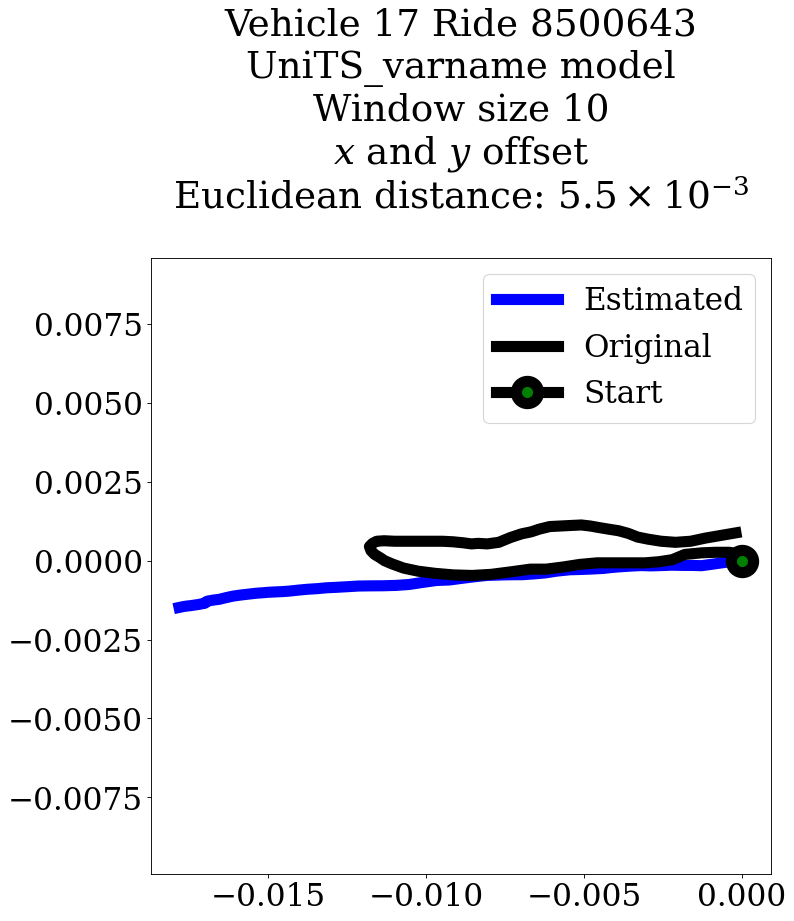 Vehicle 17 Ride 8500643
UniTS_varname model
Window size 10
x and y offset
Euclidean distance: 5.5 × 10⁻³
Estimated
Original
Start
0.0075
0.0050
0.0025
0.0000
−0.0025
−0.0050
−0.0075
−0.015
−0.010
−0.005
0.000